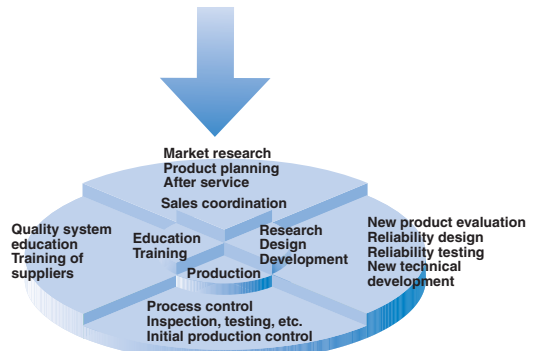 Market research
Product planning
After service
Sales coordination
Quality system
education
Training of
suppliers
Education
Training
Research
Design
Development
New product evaluation
Reliability design
Reliability testing
New technical
development
Production
Process control
Inspection, testing, etc.
Initial production control